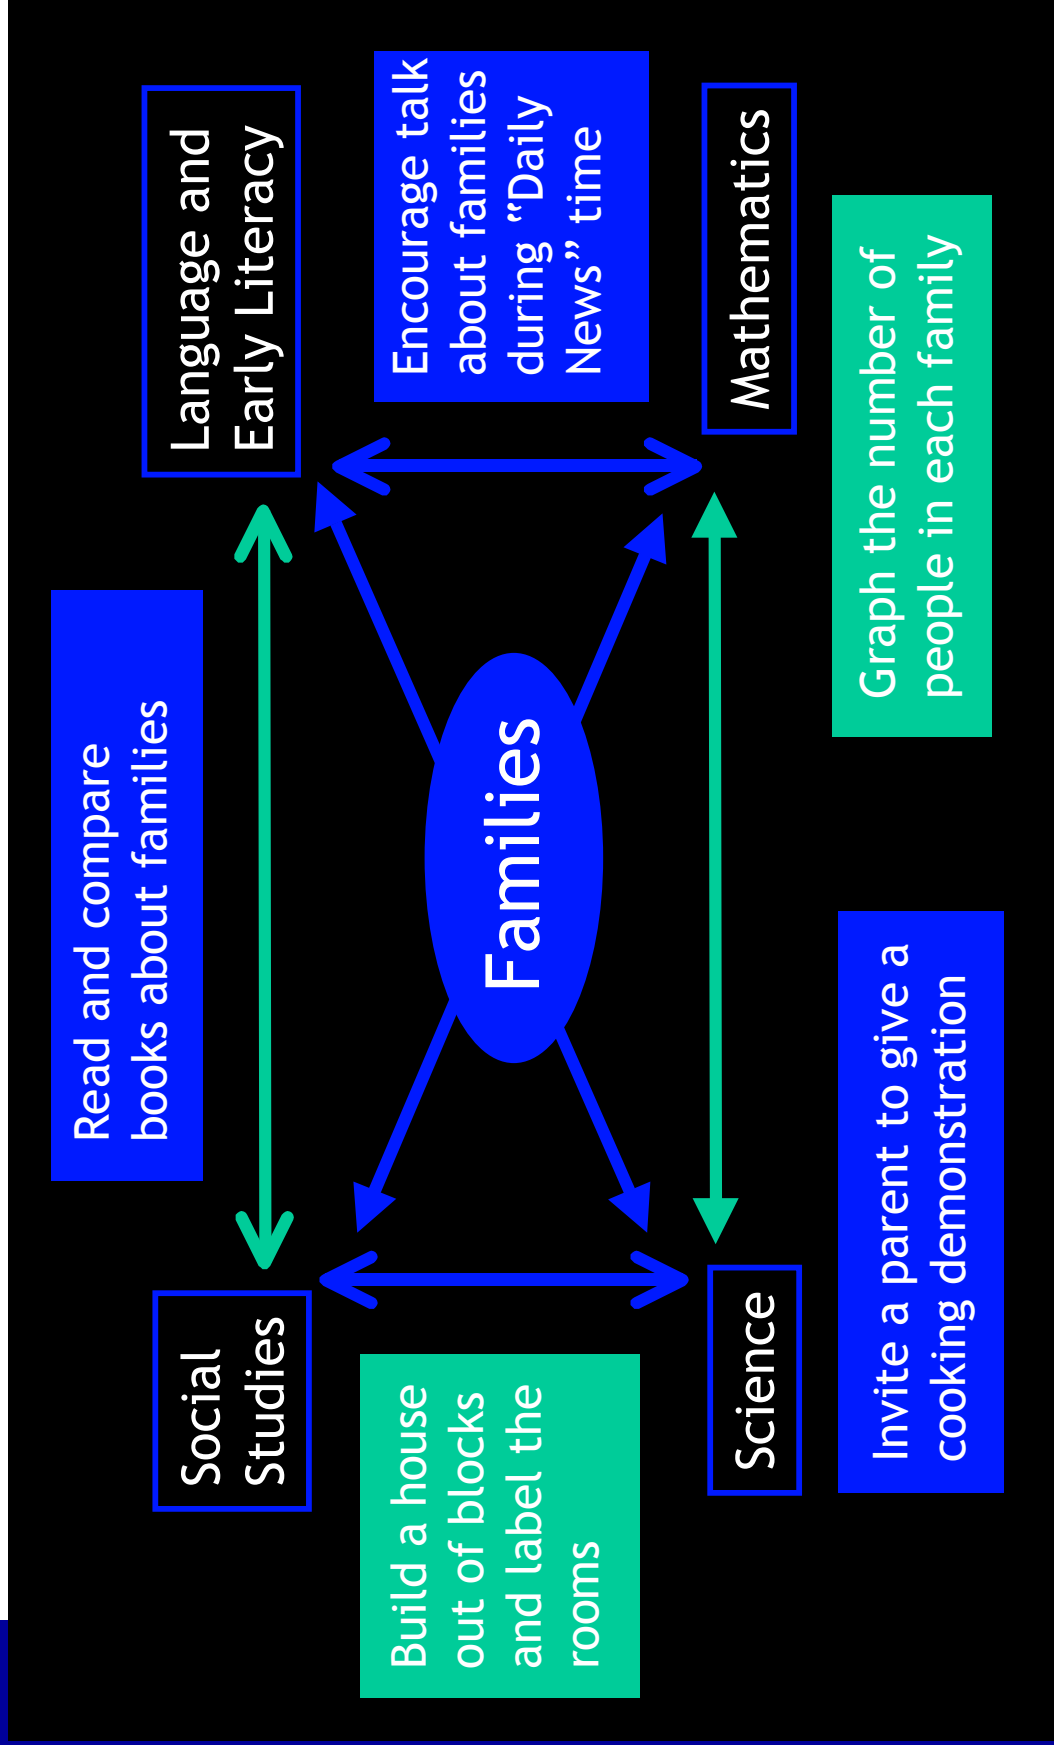 Read and compare
books about families
Social
Studies
Language and
Early Literacy
Build a house
out of blocks
and label the
rooms
Families
Encourage talk
about families
during “Daily
News” time
Science
Mathematics
Invite a parent to give a
cooking demonstration
Graph the number of
people in each family